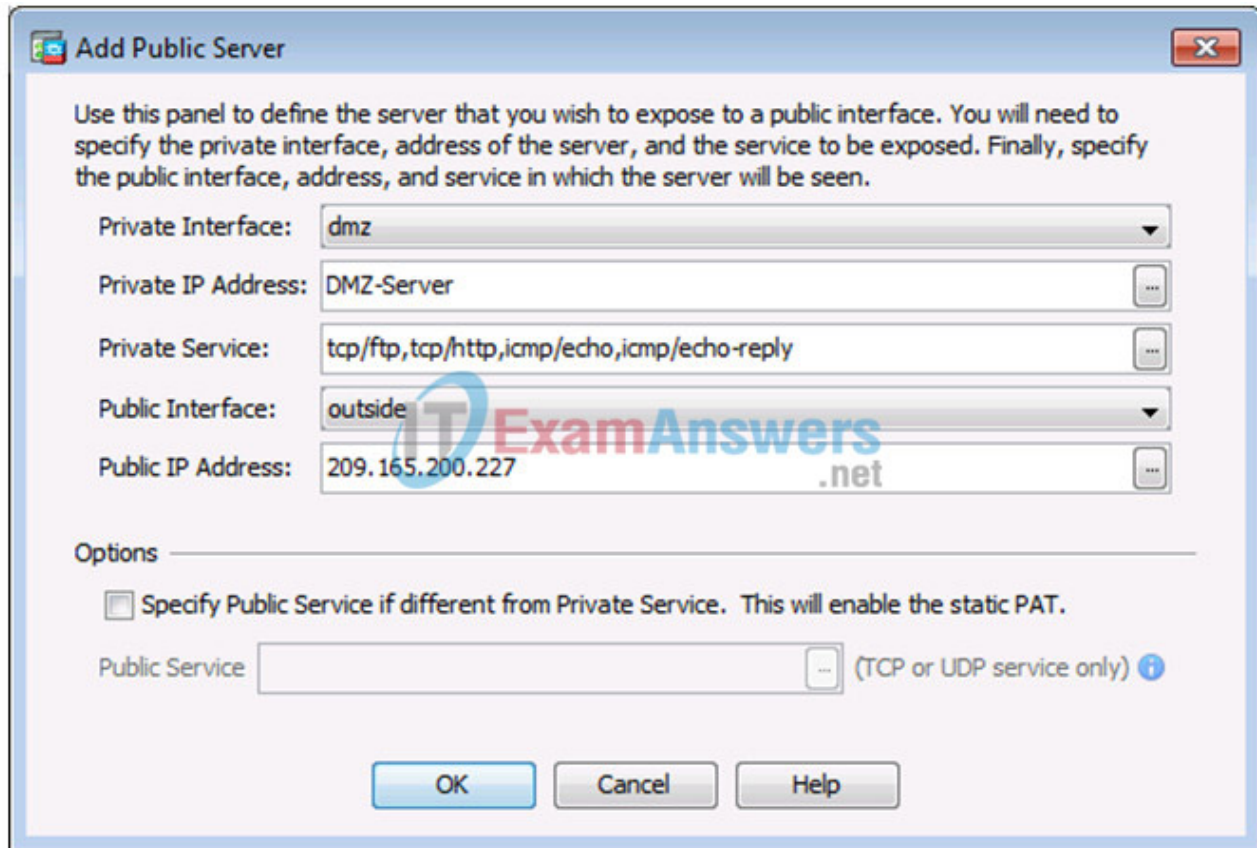 Add Public Server
Use this panel to define the server that you wish to expose to a public interface. You will need to
specify the private interface, address of the server, and the service to be exposed. Finally, specify
the public interface, address, and service in which the server will be seen.
Private Interface: dmz
Private IP Address: DMZ-Server ...
Private Service: tcp/ftp,tcp/http,icmp/echo,icmp/echo-reply ...
Public Interface: outside
ITExamAnswers
.net
Public IP Address: 209.165.200.227 ...
Options
Specify Public Service if different from Private Service. This will enable the static PAT.
Public Service ... (TCP or UDP service only) i
OK Cancel Help